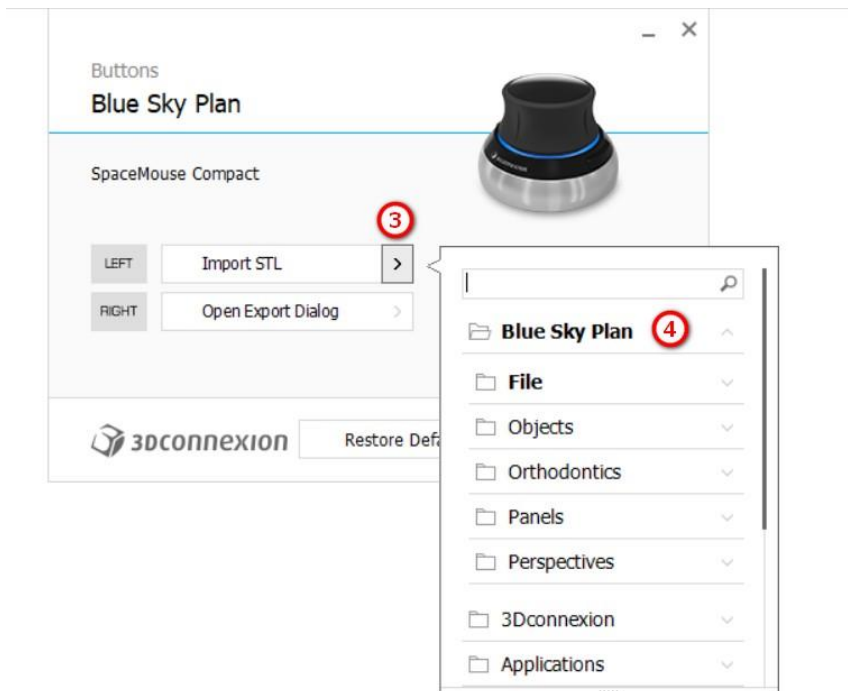 Buttons
Blue Sky Plan
SpaceMouse Compact
3
LEFT Import STL
RIGHT Open Export Dialog
3Dconnexion
Restore Defa
Blue Sky Plan 4
File
Objects
Orthodontics
Panels
Perspectives
3Dconnexion
Applications